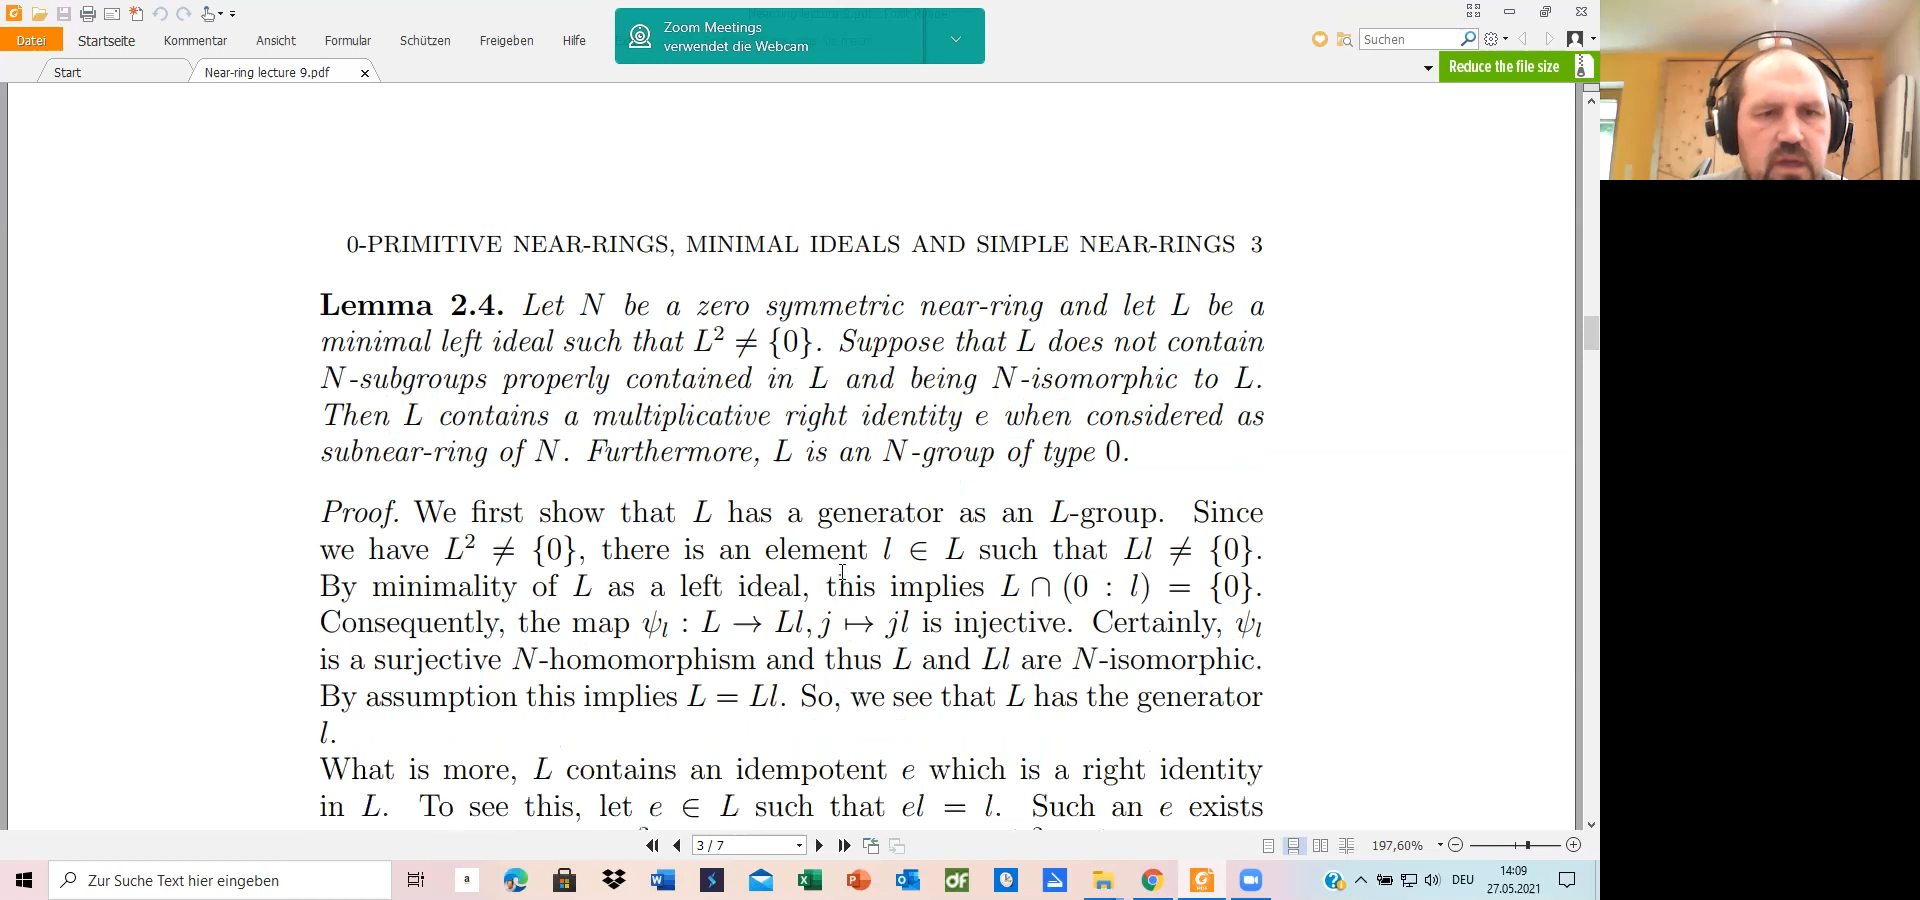 Zoom Meetings
verwendet die Webcam
Datei Startseite Kommentar Ansicht Formular Schützen Freigeben Hilfe Suchen
Start Near-ring lecture 9.pdf × Reduce the file size
0-PRIMITIVE NEAR-RINGS, MINIMAL IDEALS AND SIMPLE NEAR-RINGS 3
Lemma 2.4. Let N be a zero symmetric near-ring and let L be a
minimal left ideal such that L² ≠ {0}. Suppose that L does not contain
N-subgroups properly contained in L and being N-isomorphic to L.
Then L contains a multiplicative right identity e when considered as
subnear-ring of N. Furthermore, L is an N-group of type 0.
Proof. We first show that L has a generator as an L-group. Since
we have L² ≠ {0}, there is an element l ∈ L such that Ll ≠ {0}.
By minimality of L as a left ideal, this implies L ∩ (0 : l) = {0}.
Consequently, the map ψₗ : L → Ll, j ↦ jl is injective. Certainly, ψₗ
is a surjective N-homomorphism and thus L and Ll are N-isomorphic.
By assumption this implies L = Ll. So, we see that L has the generator
l.
What is more, L contains an idempotent e which is a right identity
in L. To see this, let e ∈ L such that el = l. Such an e exists
3 / 7 197,60%
Zur Suche Text hier eingeben DEU 14:09
27.05.2021